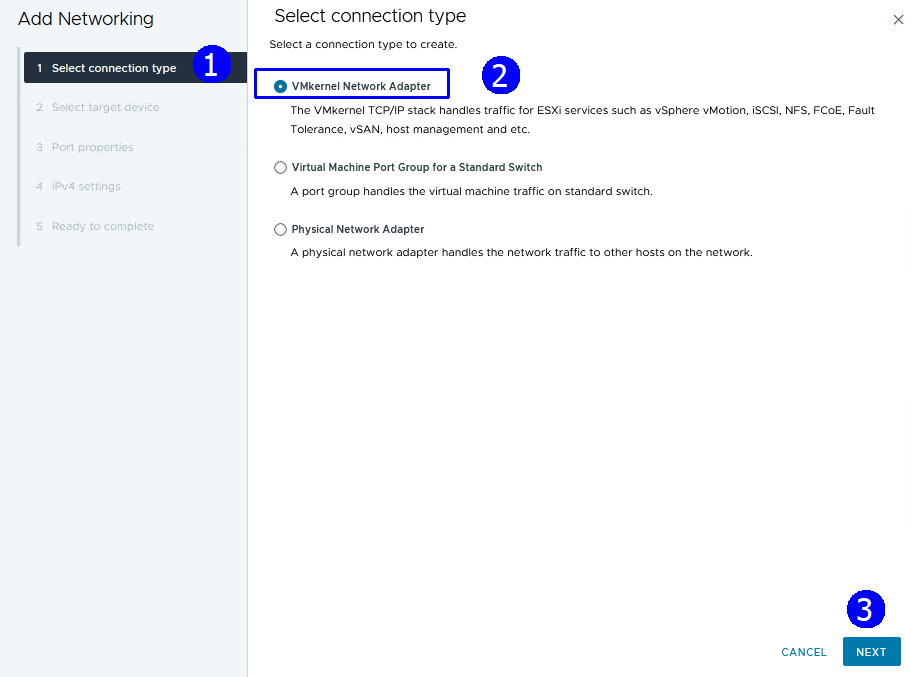 Add Networking
1 Select connection type
1
2 Select target device
3 Port properties
4 IPv4 settings
5 Ready to complete
Select connection type
Select a connection type to create.
VMkernel Network Adapter
2
The VMkernel TCP/IP stack handles traffic for ESXi services such as vSphere vMotion, iSCSI, NFS, FCoE, Fault
Tolerance, vSAN, host management and etc.
Virtual Machine Port Group for a Standard Switch
A port group handles the virtual machine traffic on standard switch.
Physical Network Adapter
A physical network adapter handles the network traffic to other hosts on the network.
3
CANCEL
NEXT